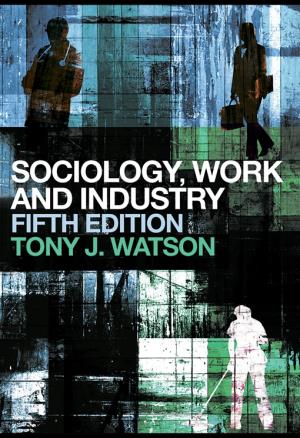 SOCIOLOGY, WORK
AND INDUSTRY
FIFTH EDITION
TONY J. WATSON